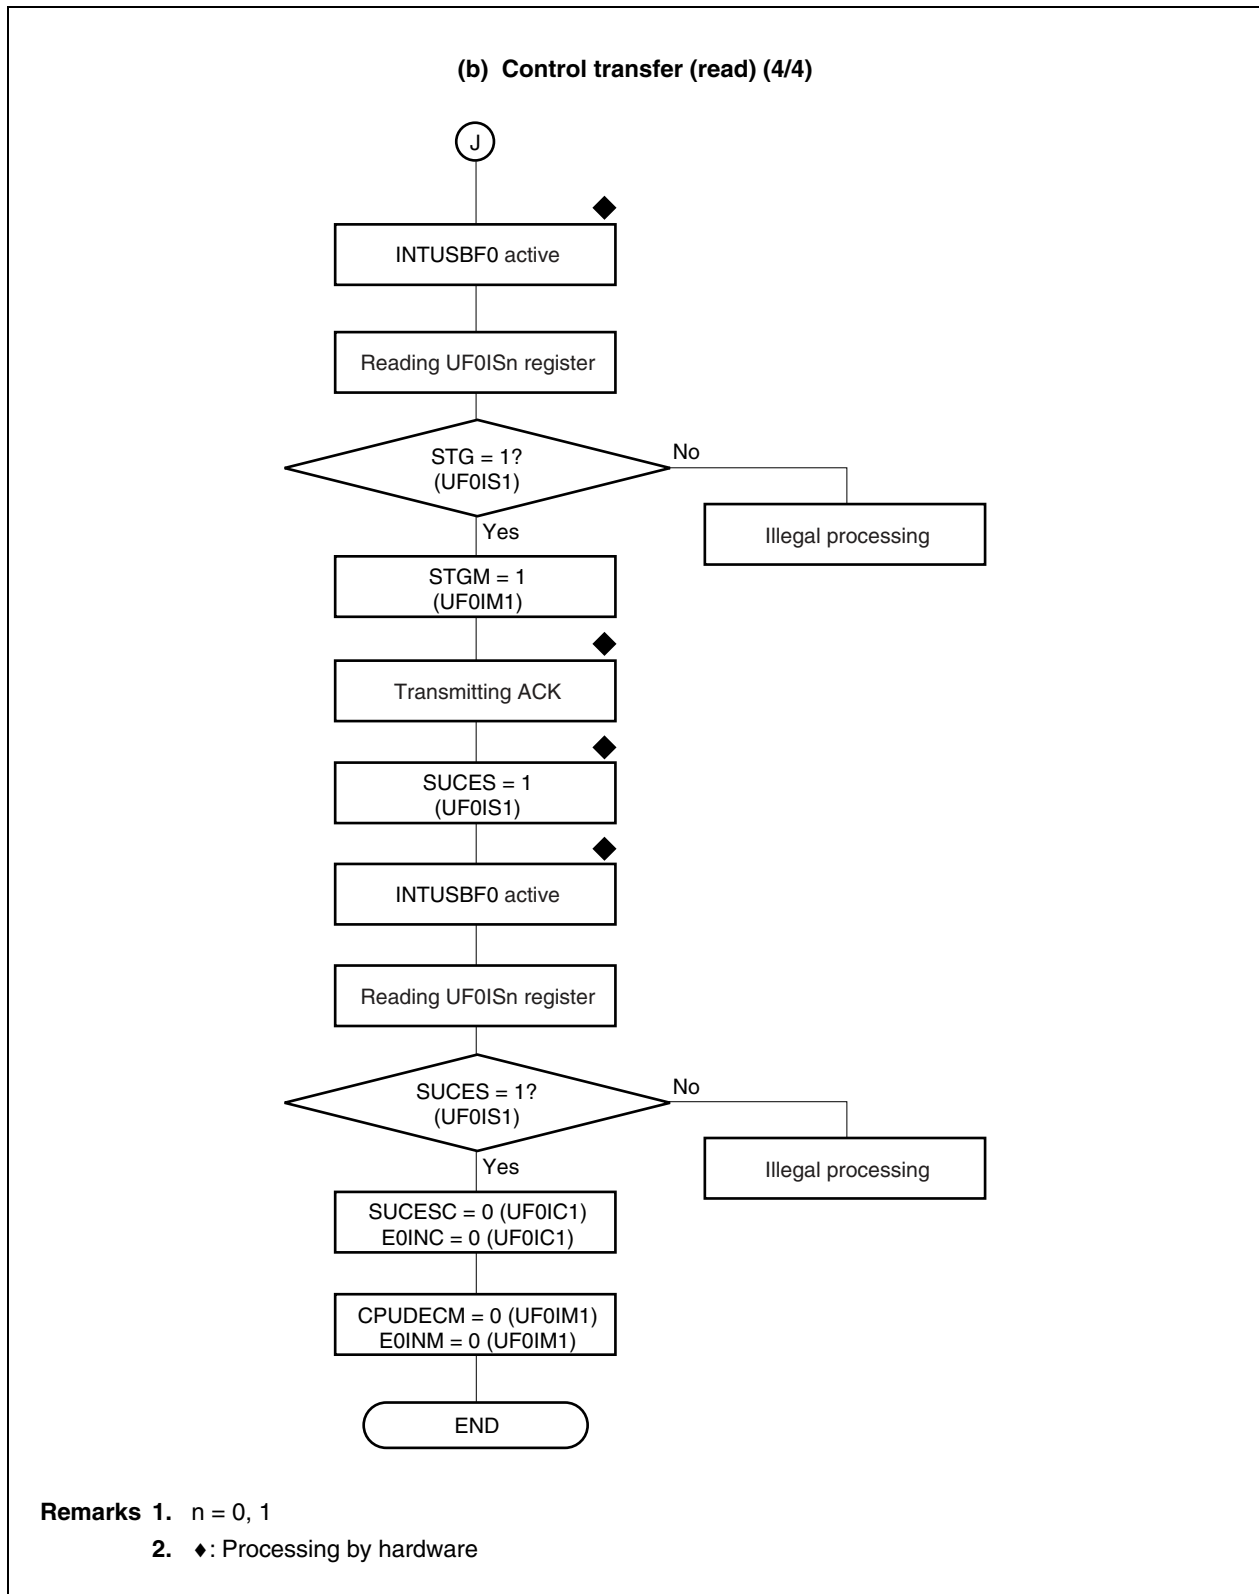 (b) Control transfer (read) (4/4)
J
INTUSBF0 active
Reading UF0ISn register
STG = 1?
(UF0IS1)
No
Illegal processing
Yes
STGM = 1
(UF0IM1)
Transmitting ACK
SUCES = 1
(UF0IS1)
INTUSBF0 active
Reading UF0ISn register
SUCES = 1?
(UF0IS1)
No
Illegal processing
Yes
SUCESC = 0 (UF0IC1)
E0INC = 0 (UF0IC1)
CPUDECM = 0 (UF0IM1)
E0INM = 0 (UF0IM1)
END
Remarks 1. n = 0, 1
2. ♦: Processing by hardware